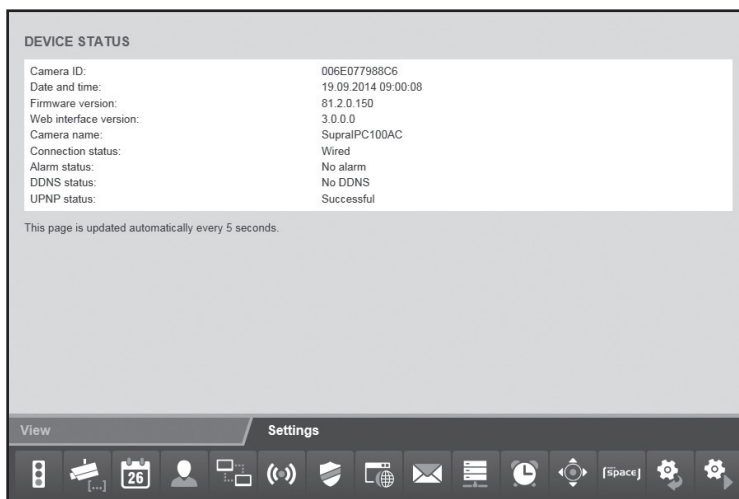 DEVICE STATUS
Camera ID: 006E077988C6
Date and time: 19.09.2014 09:00:08
Firmware version: 81.2.0.150
Web interface version: 3.0.0.0
Camera name: SupraIPC100AC
Connection status: Wired
Alarm status: No alarm
DDNS status: No DDNS
UPNP status: Successful
This page is updated automatically every 5 seconds.
View Settings
[...] 26 [space]